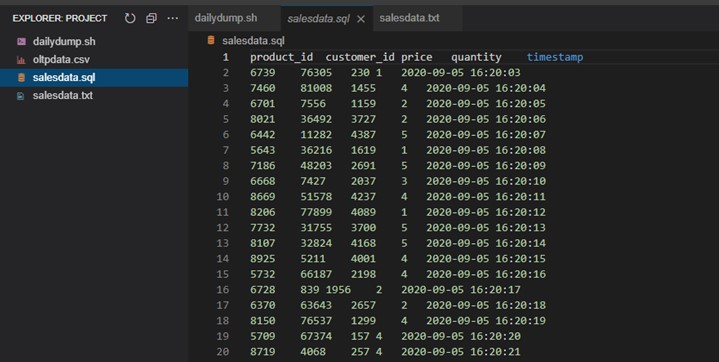 EXPLORER: PROJECT
dailydump.sh
oltpdata.csv
salesdata.sql
salesdata.txt
dailydump.sh salesdata.sql salesdata.txt
salesdata.sql
1 product_id customer_id price quantity timestamp
2 6739 76305 230 1 2020-09-05 16:20:03
3 7460 81008 1455 4 2020-09-05 16:20:04
4 6701 7556 1159 2 2020-09-05 16:20:05
5 8021 36492 3727 2 2020-09-05 16:20:06
6 6442 11282 4387 5 2020-09-05 16:20:07
7 5643 36216 1619 1 2020-09-05 16:20:08
8 7186 48203 2691 5 2020-09-05 16:20:09
9 6668 7427 2037 3 2020-09-05 16:20:10
10 8669 51578 4237 4 2020-09-05 16:20:11
11 8206 77899 4089 1 2020-09-05 16:20:12
12 7732 31755 3700 5 2020-09-05 16:20:13
13 8107 32824 4168 5 2020-09-05 16:20:14
14 8925 5211 4001 4 2020-09-05 16:20:15
15 5732 66187 2198 4 2020-09-05 16:20:16
16 6728 839 1956 2 2020-09-05 16:20:17
17 6370 63643 2657 2 2020-09-05 16:20:18
18 8150 76537 1299 4 2020-09-05 16:20:19
19 5709 67374 157 4 2020-09-05 16:20:20
20 8719 4068 257 4 2020-09-05 16:20:21